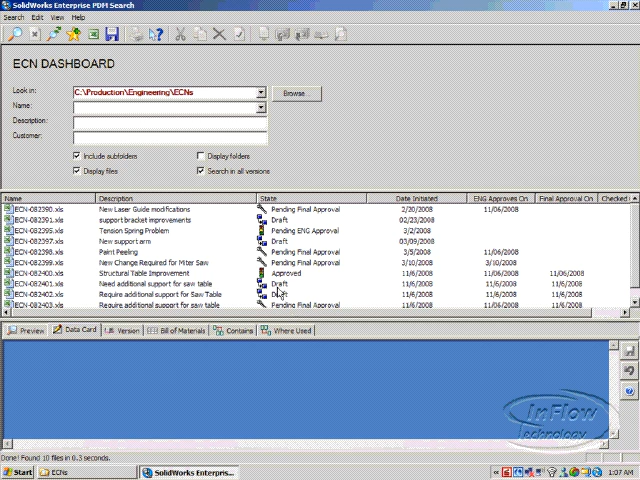 SolidWorks Enterprise PDM Search
Search Edit View Help
ECN DASHBOARD
Look in: C:\Production\Engineering\ECNs Browse...
Name:
Description:
Customer:
Include subfolders Display folders
Display files Search in all versions
Name Description State Date Initiated ENG Approves On Final Approval On Checked
ECN-082390.xls New Laser Guide modifications Pending Final Approval 2/20/2008 11/06/2008
ECN-082391.xls support bracket improvements Draft 02/23/2008
ECN-082395.xls Tension Spring Problem Pending ENG Approval 3/2/2008
ECN-082397.xls New support arm Draft 03/09/2008
ECN-082398.xls Paint Peeling Pending Final Approval 3/5/2008 11/06/2008
ECN-082399.xls New Change Required for Miter Saw Pending Final Approval 3/10/2008 3/10/2008
ECN-082400.xls Structural Table Improvement Approved 11/6/2008 11/06/2008 11/06/2008
ECN-082401.xls Need additional support for saw table Draft 11/6/2008 11/6/2008 11/6/2008
ECN-082402.xls Require additional support for Saw Table Draft 11/6/2008 11/6/2008 11/6/2008
ECN-082403.xls Require additional support for saw table Pending Final Approval 11/6/2008 11/6/2008 11/6/2008
Preview Data Card Version Bill of Materials Contains Where Used
InFlow
Technology
Done! Found 10 files in 0.3 seconds.
Start ECNs SolidWorks Enterpris... 1:07 AM